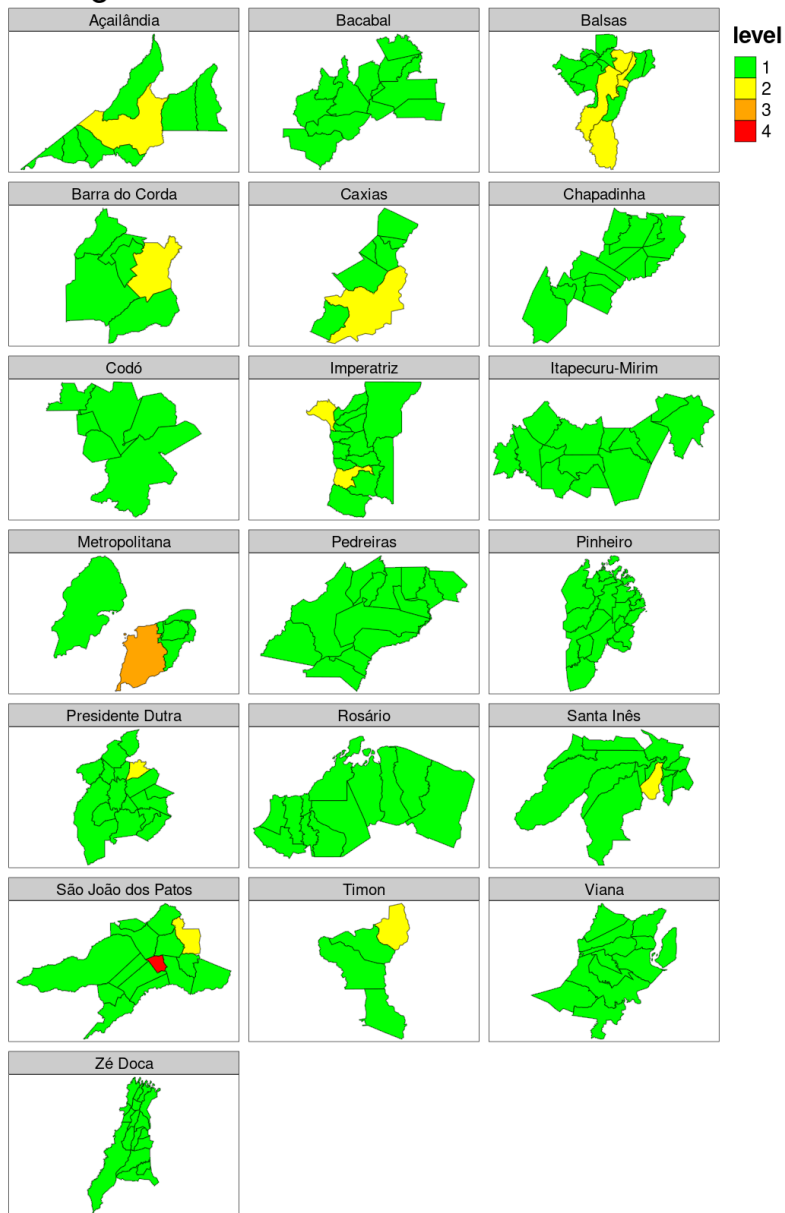 Açailândia
Bacabal
Balsas
level
1
2
3
4
Barra do Corda
Caxias
Chapadinha
Codó
Imperatriz
Itapecuru-Mirim
Metropolitana
Pedreiras
Pinheiro
Presidente Dutra
Rosário
Santa Inês
São João dos Patos
Timon
Viana
Zé Doca